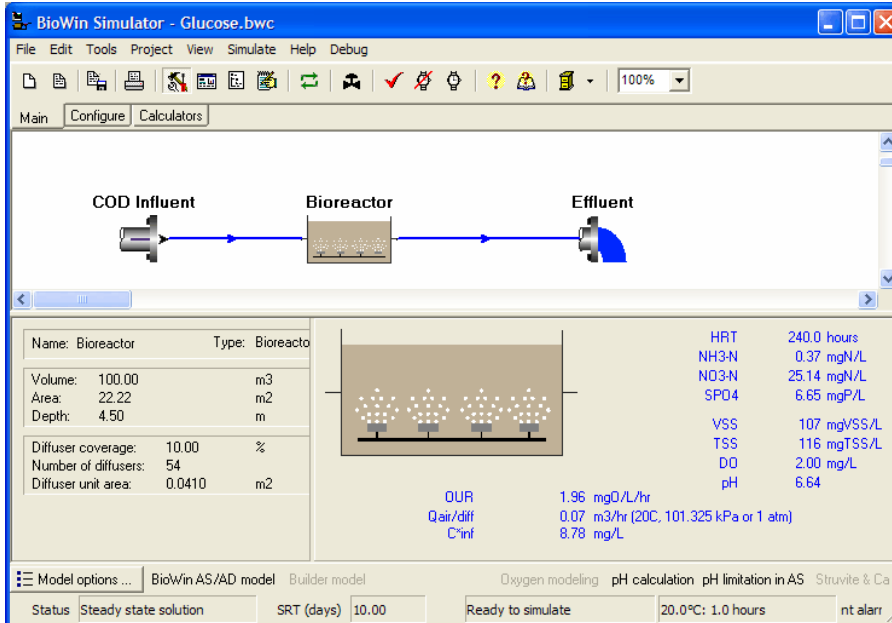 BioWin Simulator - Glucose.bwc
File Edit Tools Project View Simulate Help Debug
100%
Main Configure Calculators
COD Influent Bioreactor Effluent
Name: Bioreactor Type: Bioreacto
Volume: 100.00 m3
Area: 22.22 m2
Depth: 4.50 m
Diffuser coverage: 10.00 %
Number of diffusers: 54
Diffuser unit area: 0.0410 m2
HRT 240.0 hours
NH3-N 0.37 mgN/L
NO3-N 25.14 mgN/L
SPO4 6.65 mgP/L
VSS 107 mgVSS/L
TSS 116 mgTSS/L
DO 2.00 mg/L
pH 6.64
OUR 1.96 mgO/L/hr
Qair/diff 0.07 m3/hr (20C, 101.325 kPa or 1 atm)
C*inf 8.78 mg/L
Model options ... BioWin AS/AD model Builder model Oxygen modeling pH calculation pH limitation in AS Struvite & Ca
Status Steady state solution SRT (days) 10.00 Ready to simulate 20.0ºC: 1.0 hours nt alarr